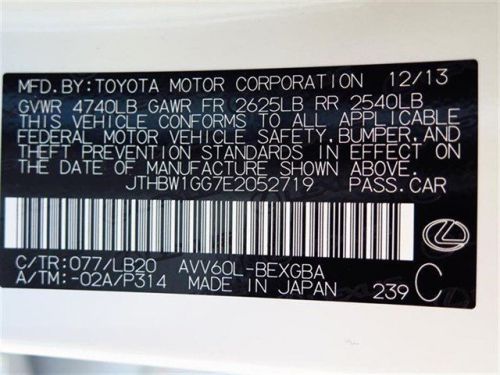 MFD.BY:TOYOTA MOTOR CORPORATION 12/13
GVWR 4740LB GAWR FR 2625LB RR 2540LB
THIS VEHICLE CONFORMS TO ALL APPLICABLE
FEDERAL MOTOR VEHICLE SAFETY,BUMPER,AND
THEFT PREVENTION STANDARDS IN EFFECT ON
THE DATE OF MANUFACTURE SHOWN ABOVE.
JTHBW1GG7E2052719 PASS.CAR
C/TR:077/LB20 AVV60L-BEXGBA
A/TM:-02A/P314 MADE IN JAPAN 239 C